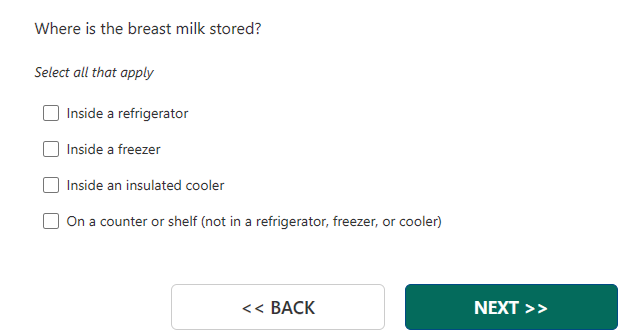 Where is the breast milk stored?
Select all that apply
Inside a refrigerator
Inside a freezer
Inside an insulated cooler
On a counter or shelf (not in a refrigerator, freezer, or cooler)
<< BACK
NEXT >>